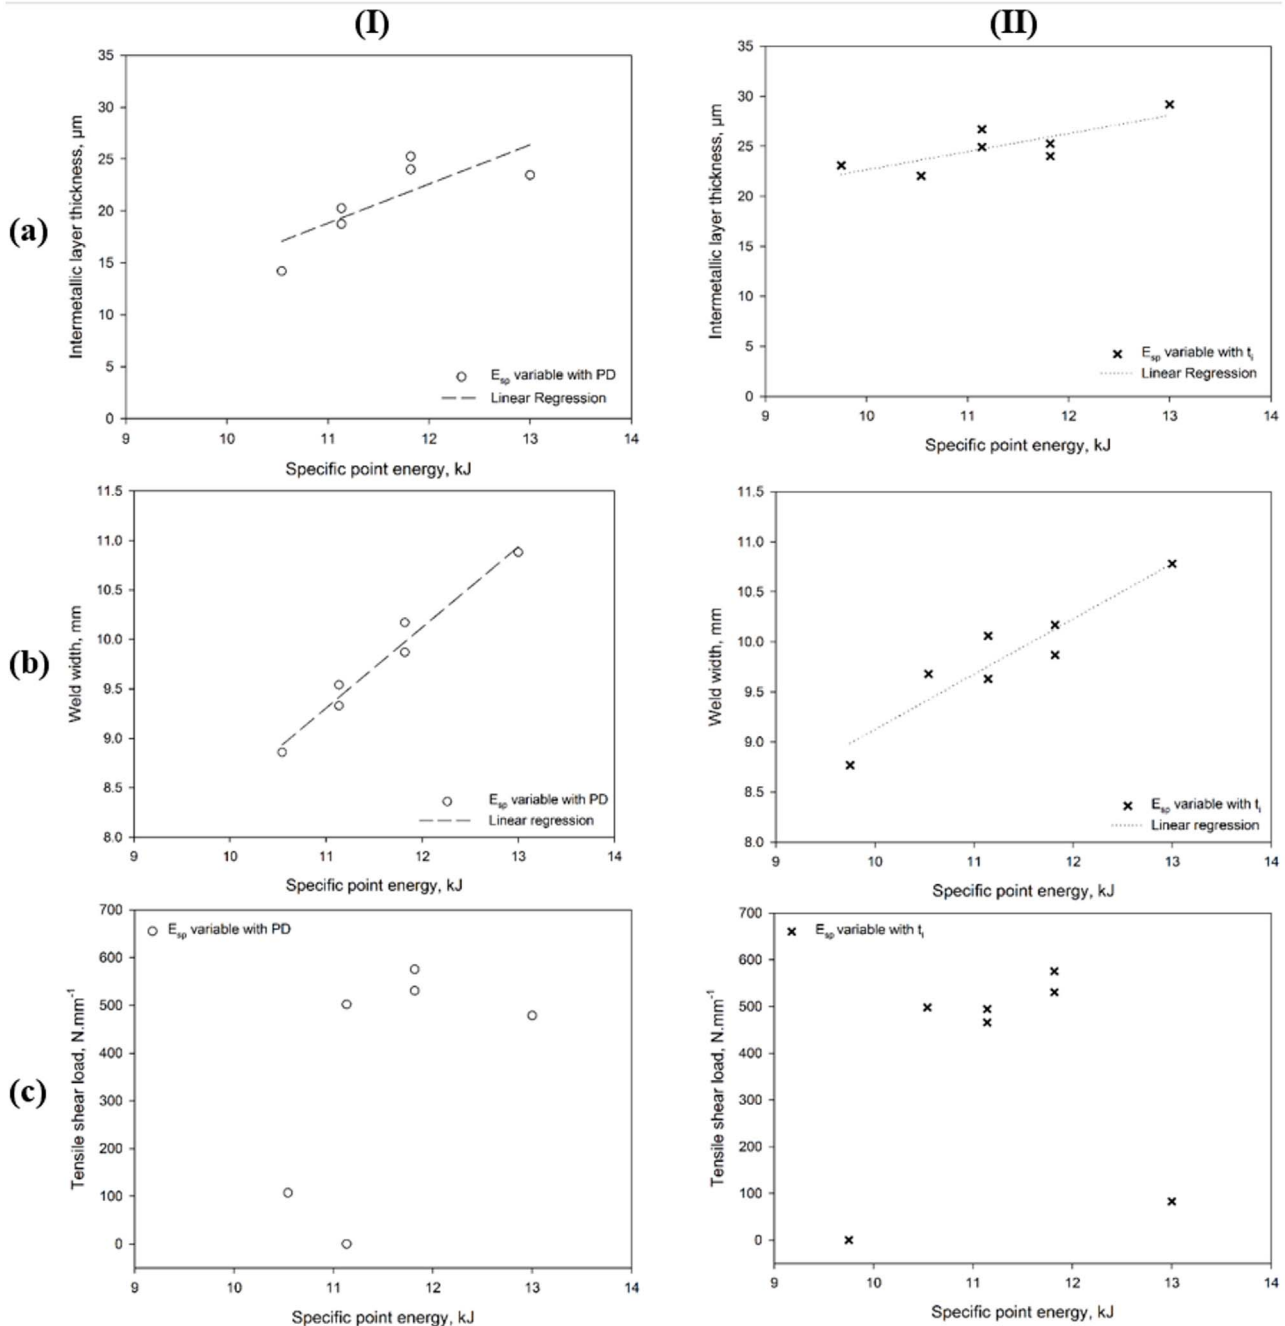 (I)
(II)
(a)
Intermetallic layer thickness, µm
35
30
25
20
15
10
5
0
9 10 11 12 13 14
Specific point energy, kJ
Esp variable with PD
Linear Regression
Intermetallic layer thickness, µm
35
30
25
20
15
10
5
0
9 10 11 12 13 14
Specific point energy, kJ
Esp variable with ti
Linear Regression
(b)
Weld width, mm
11.5
11.0
10.5
10.0
9.5
9.0
8.5
8.0
9 10 11 12 13 14
Specific point energy, kJ
Esp variable with PD
Linear regression
Weld width, mm
11.5
11.0
10.5
10.0
9.5
9.0
8.5
8.0
9 10 11 12 13 14
Specific point energy, kJ
Esp variable with ti
Linear regression
(c)
Tensile shear load, N.mm-1
700
600
500
400
300
200
100
0
9 10 11 12 13 14
Specific point energy, kJ
Esp variable with PD
Tensile shear load, N.mm-1
700
600
500
400
300
200
100
0
9 10 11 12 13 14
Specific point energy, kJ
Esp variable with ti